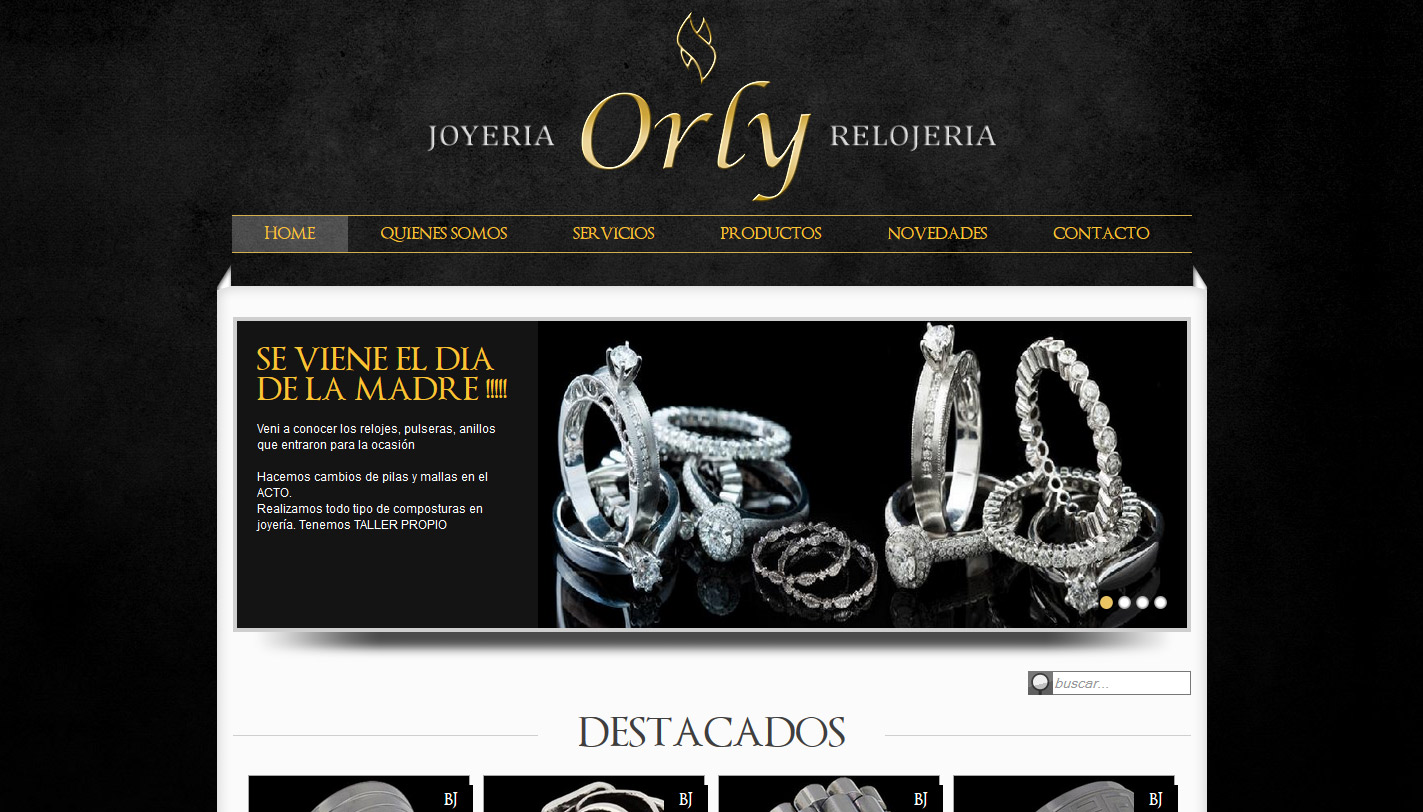 JOYERIA Orly RELOJERIA
HOME QUIENES SOMOS SERVICIOS PRODUCTOS NOVEDADES CONTACTO
SE VIENE EL DIA
DE LA MADRE !!!!!
Veni a conocer los relojes, pulseras, anillos
que entraron para la ocasión
Hacemos cambios de pilas y mallas en el
ACTO.
Realizamos todo tipo de composturas en
joyería. Tenemos TALLER PROPIO
buscar...
DESTACADOS
BJ BJ BJ BJ